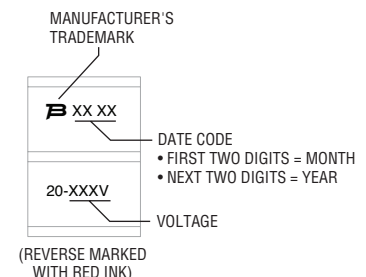 MANUFACTURER'S
TRADEMARK
B XX XX
DATE CODE
• FIRST TWO DIGITS = MONTH
• NEXT TWO DIGITS = YEAR
20-XXXV
VOLTAGE
(REVERSE MARKED
WITH RED INK)